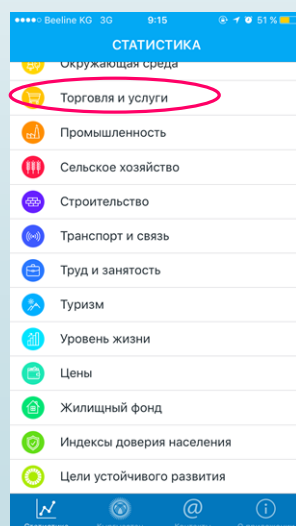 Beeline KG 3G 9:15 51 %
СТАТИСТИКА
Окружающая среда
Торговля и услуги
Промышленность
Сельское хозяйство
Строительство
Транспорт и связь
Труд и занятость
Туризм
Уровень жизни
Цены
Жилищный фонд
Индексы доверия населения
Цели устойчивого развития